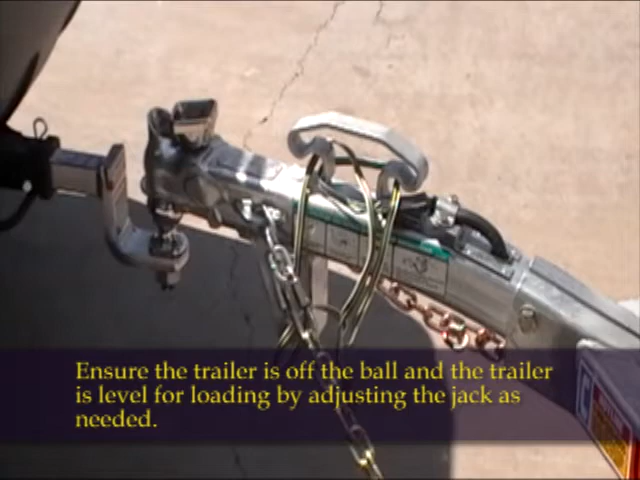 Ensure the trailer is off the ball and the trailer
is level for loading by adjusting the jack as
needed.